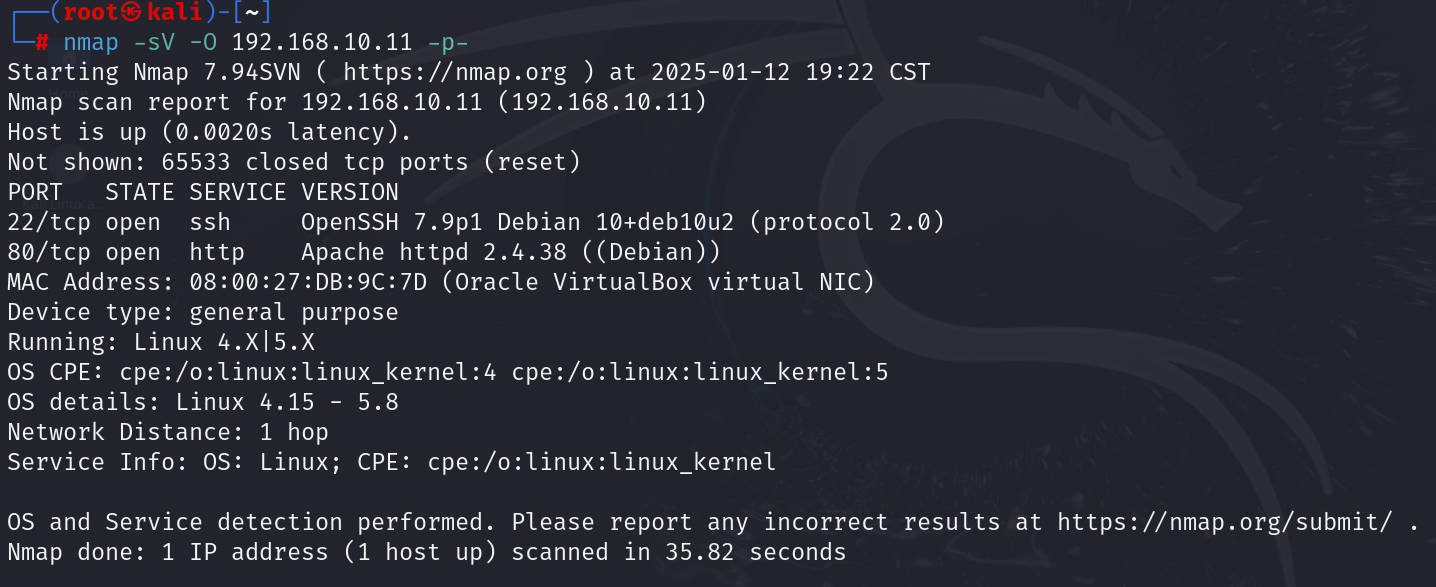 ┌──(root㉿kali)-[~]
└─# nmap -sV -O 192.168.10.11 -p-
Starting Nmap 7.94SVN ( https://nmap.org ) at 2025-01-12 19:22 CST
Nmap scan report for 192.168.10.11 (192.168.10.11)
Host is up (0.0020s latency).
Not shown: 65533 closed tcp ports (reset)
PORT   STATE SERVICE VERSION
22/tcp open  ssh     OpenSSH 7.9p1 Debian 10+deb10u2 (protocol 2.0)
80/tcp open  http    Apache httpd 2.4.38 ((Debian))
MAC Address: 08:00:27:DB:9C:7D (Oracle VirtualBox virtual NIC)
Device type: general purpose
Running: Linux 4.X|5.X
OS CPE: cpe:/o:linux:linux_kernel:4 cpe:/o:linux:linux_kernel:5
OS details: Linux 4.15 - 5.8
Network Distance: 1 hop
Service Info: OS: Linux; CPE: cpe:/o:linux:linux_kernel

OS and Service detection performed. Please report any incorrect results at https://nmap.org/submit/ .
Nmap done: 1 IP address (1 host up) scanned in 35.82 seconds